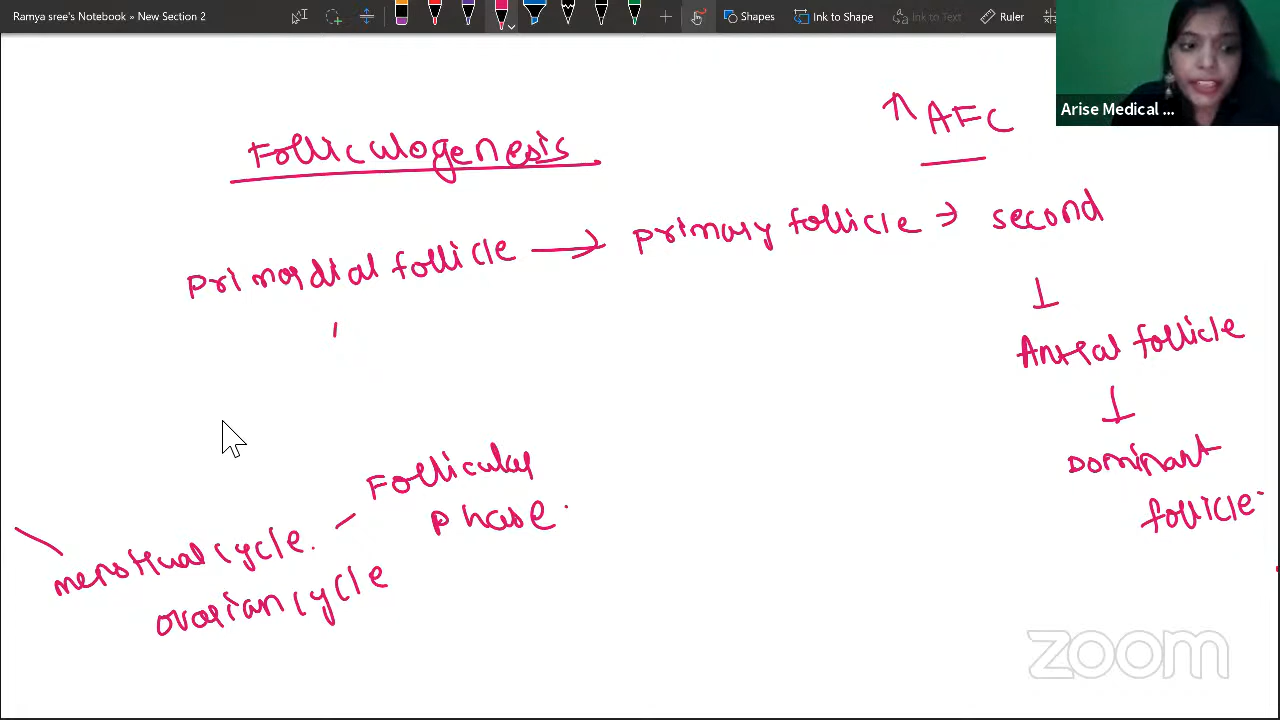 Ramya sree's Notebook » New Section 2
Shapes
Ink to Shape
Ink to Text
Ruler
Arise Medical ...
↑ AFC
Folliculogenesis
primordial follicle → primary follicle → second
↓
Antral follicle
↓
Dominant
follicle
Follicular
phase.
menstrual cycle.
ovarian cycle
zoom